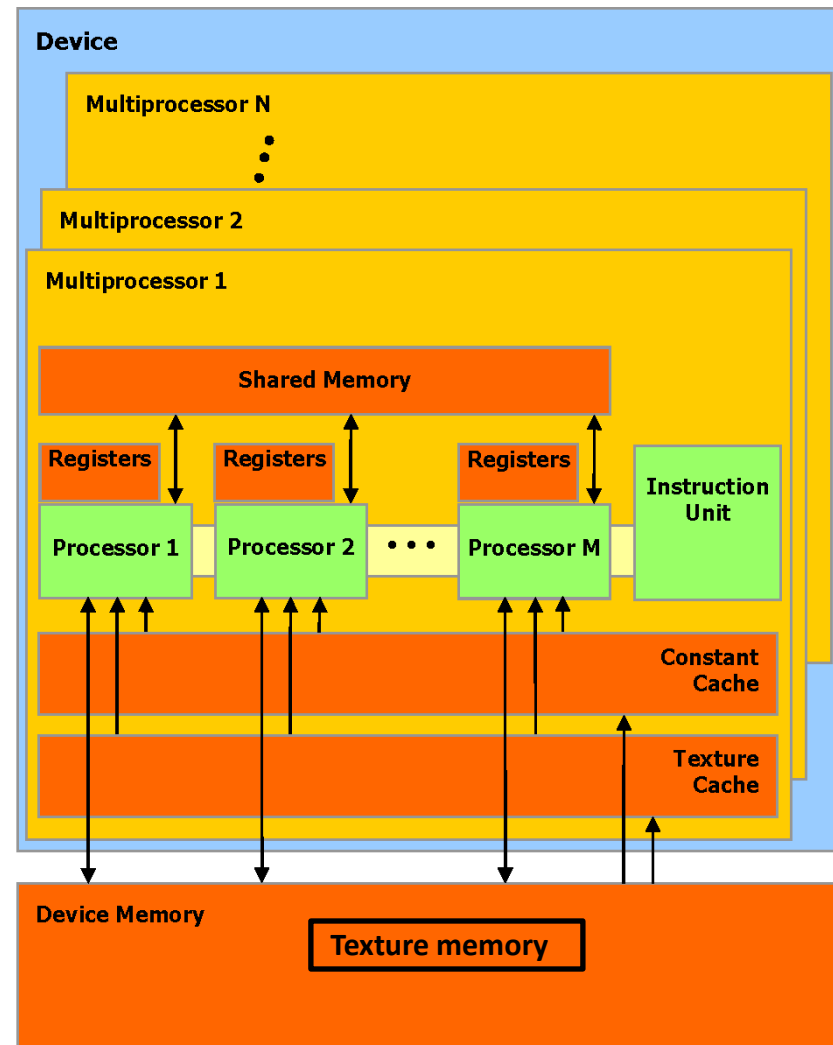 Device
Multiprocessor N
Multiprocessor 2
Multiprocessor 1
Shared Memory
Registers
Registers
Registers
Instruction
Unit
Processor 1
Processor 2
Processor M
Constant
Cache
Texture
Cache
Device Memory
Texture memory